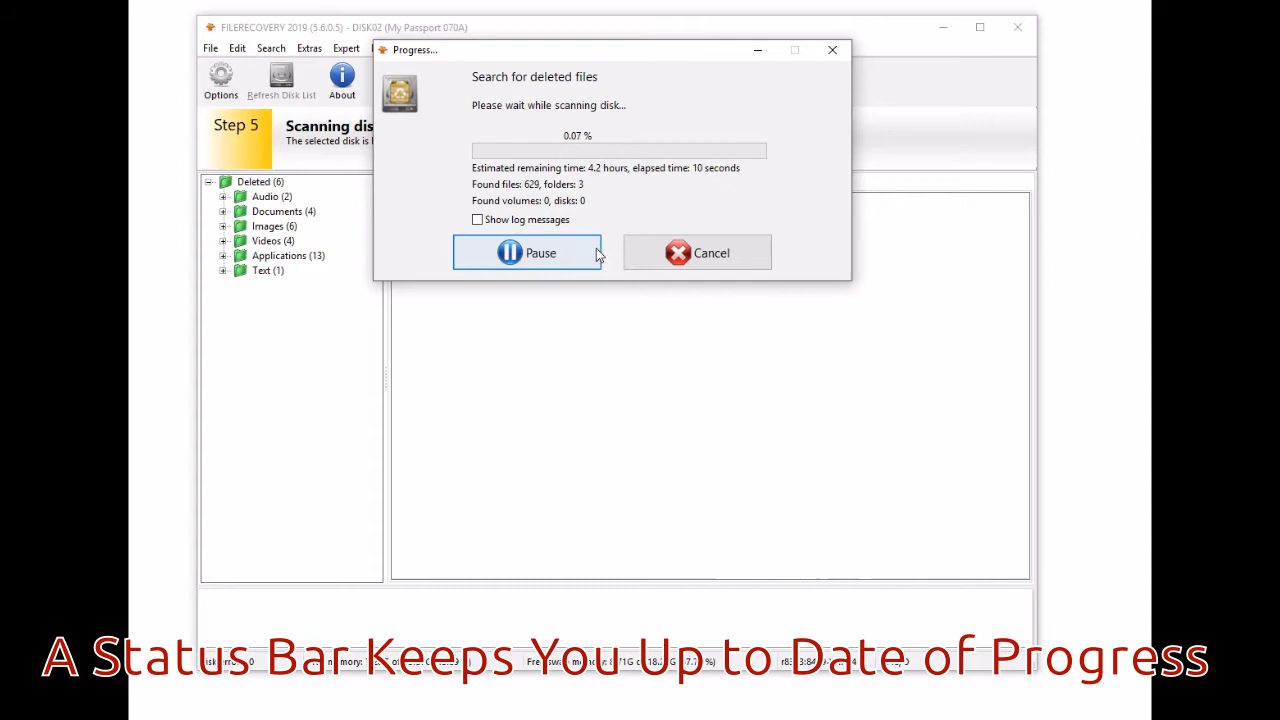 FILERECOVERY 2019 (5.6.0.5) - DISK02 (My Passport 070A)
File Edit Search Extras Expert
Progress...
Options Refresh Disk List About
Search for deleted files
Please wait while scanning disk...
Step 5
Scanning dis
The selected disk is
0.07 %
Estimated remaining time: 4.2 hours, elapsed time: 10 seconds
Found files: 629, folders: 3
Found volumes: 0, disks: 0
Show log messages
Pause Cancel
Deleted (6)
Audio (2)
Documents (4)
Images (6)
Videos (4)
Applications (13)
Text (1)
A Status Bar Keeps You Up to Date of Progress